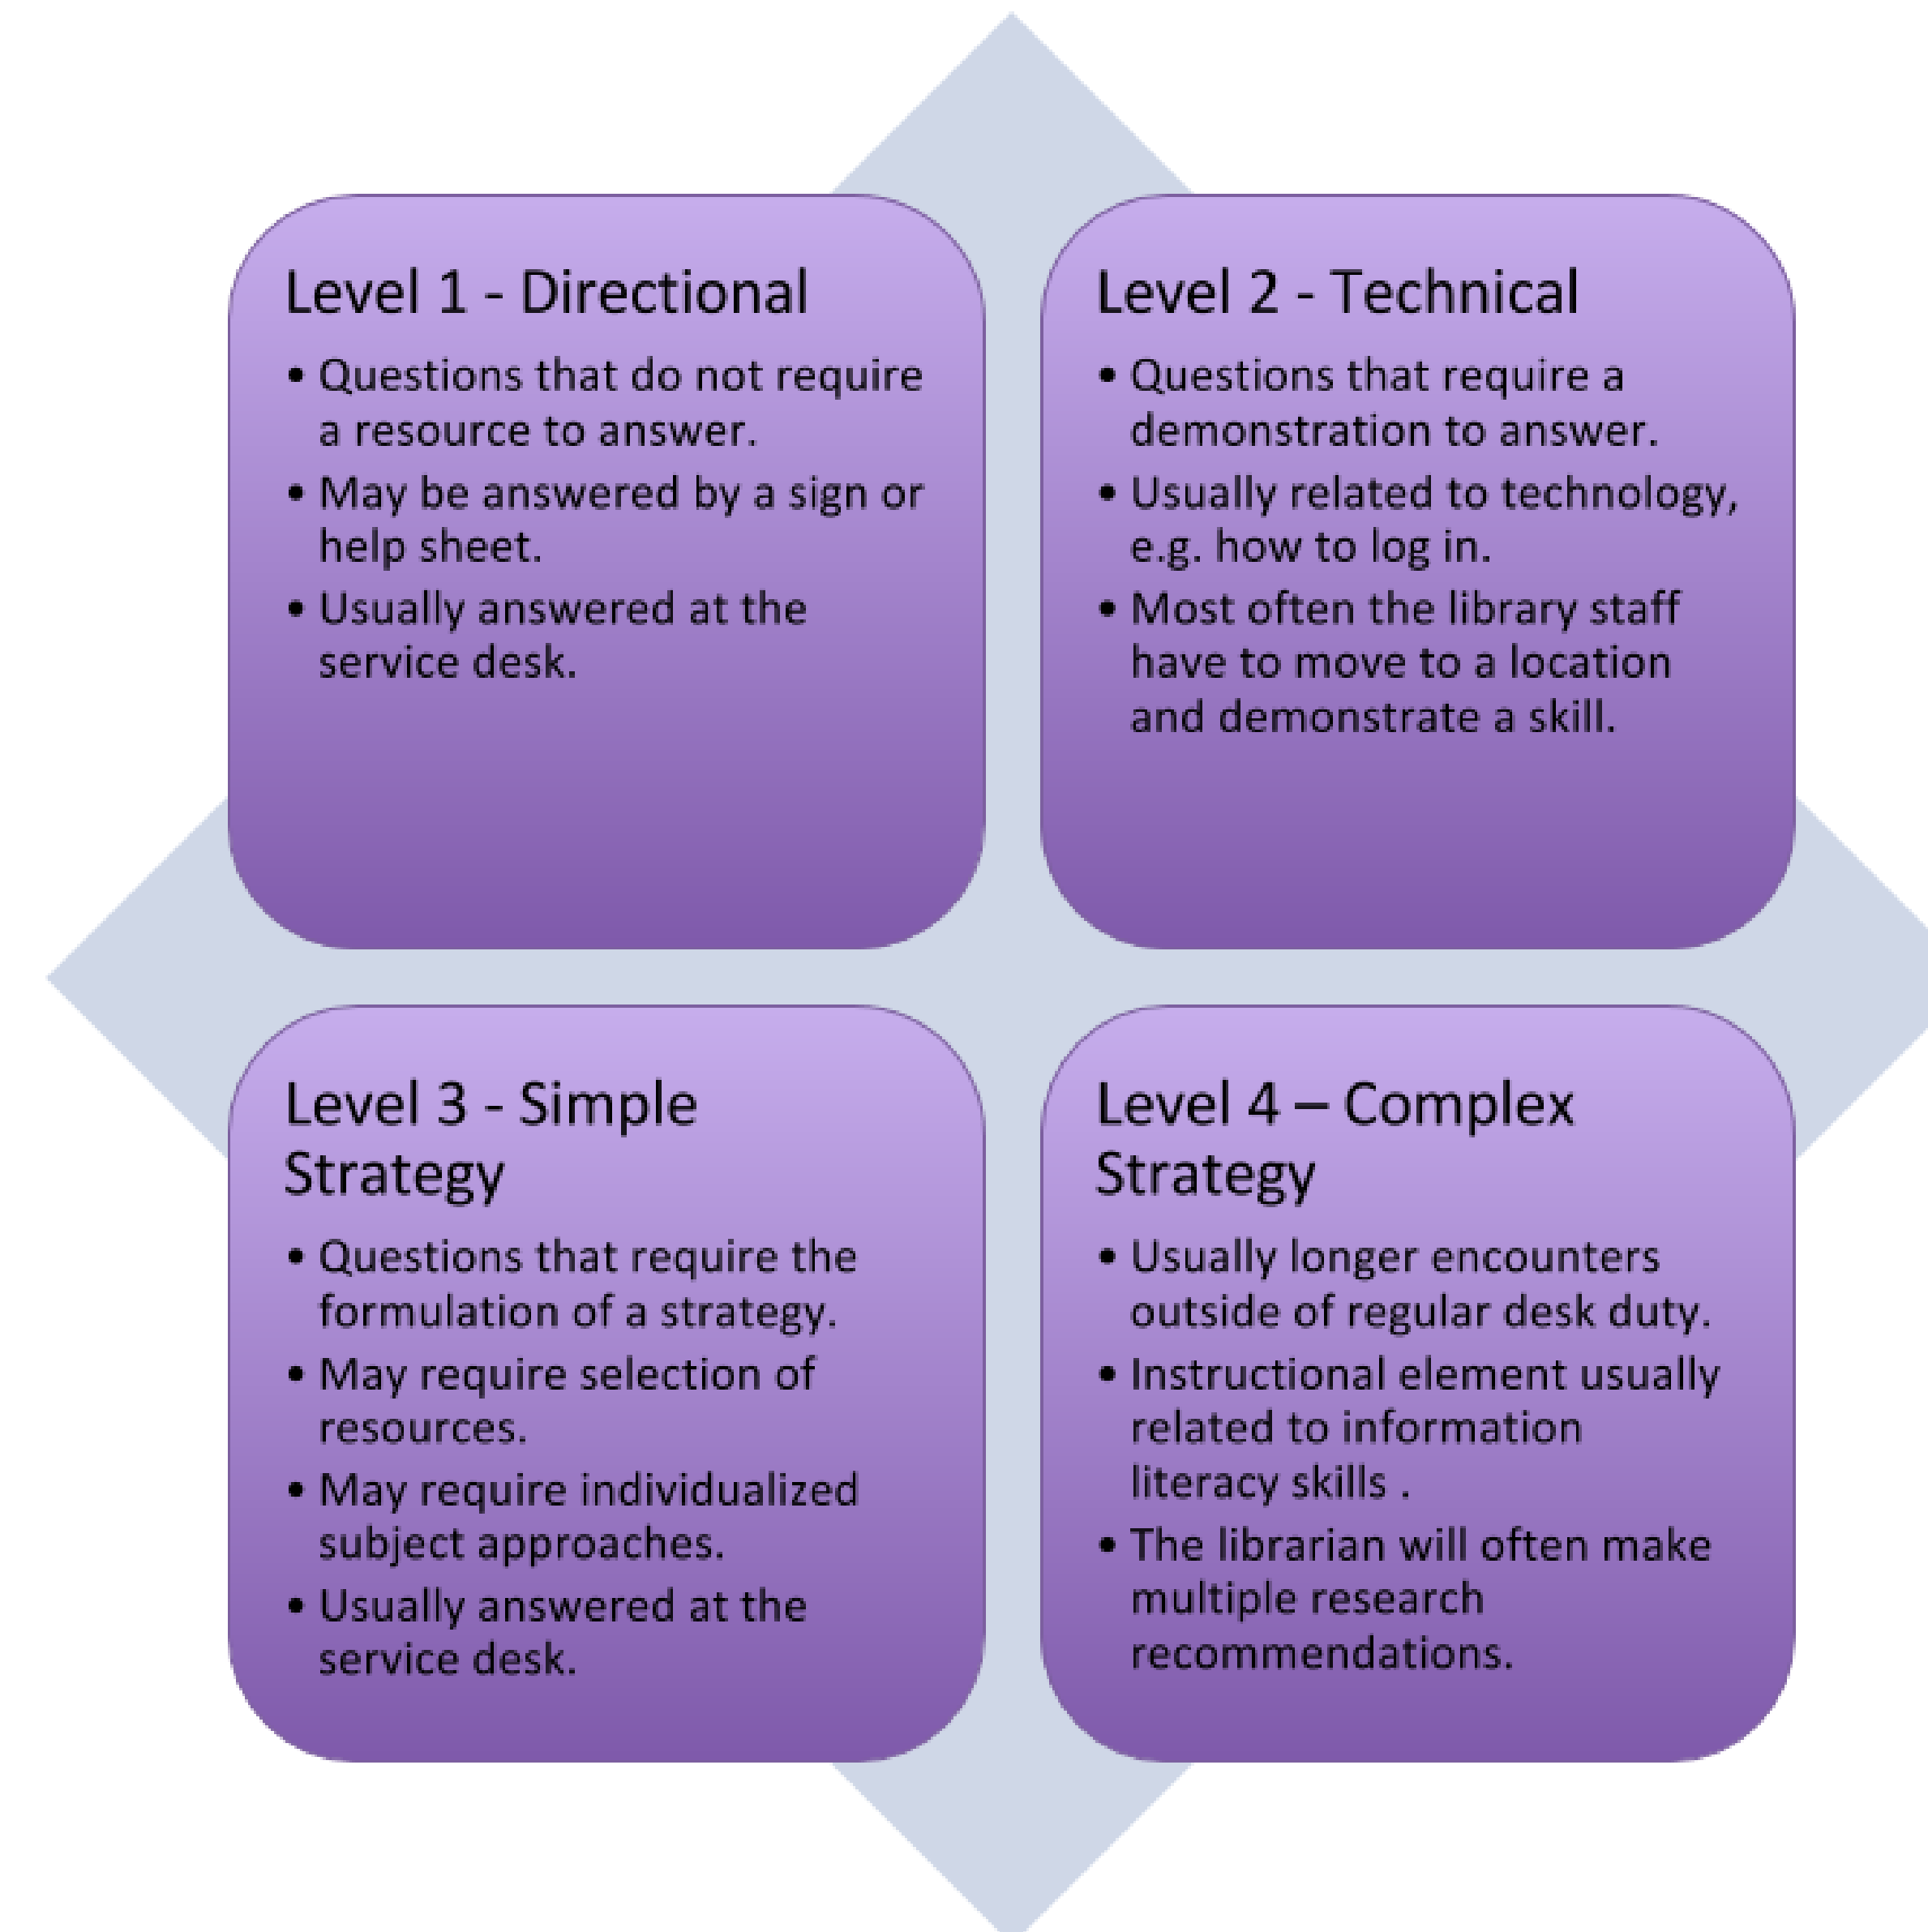 Level 1 - Directional
• Questions that do not require
a resource to answer.
• May be answered by a sign or
help sheet.
• Usually answered at the
service desk.
Level 2 - Technical
• Questions that require a
demonstration to answer.
• Usually related to technology,
e.g. how to log in.
• Most often the library staff
have to move to a location
and demonstrate a skill.
Level 3 - Simple
Strategy
• Questions that require the
formulation of a strategy.
• May require selection of
resources.
• May require individualized
subject approaches.
• Usually answered at the
service desk.
Level 4 – Complex
Strategy
• Usually longer encounters
outside of regular desk duty.
• Instructional element usually
related to information
literacy skills .
• The librarian will often make
multiple research
recommendations.